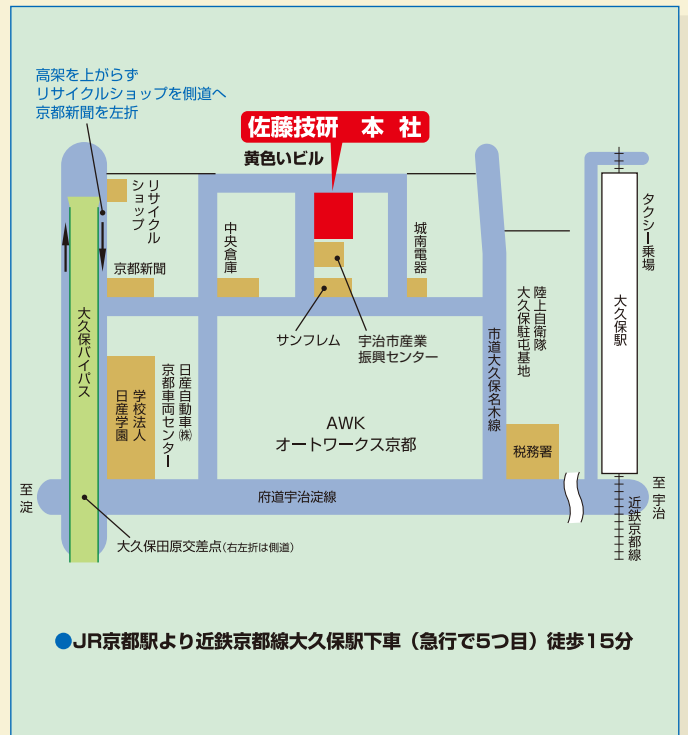 高架を上がらず
リサイクルショップを側道へ
京都新聞を左折
佐藤技研 本 社
黄色いビル
リサイクル
ショップ
京都新聞
中央倉庫
城南電器
タクシー乗場
サンフレム
宇治市産業
振興センター
陸上自衛隊
大久保駐屯基地
大久保駅
大久保バイパス
市道大久保名木線
日産自動車㈱
京都車両センター
学校法人
日産学園
AWK
オートワークス京都
税務署
至淀
府道宇治淀線
至宇治
近鉄京都線
大久保田原交差点(右左折は側道)
●JR京都駅より近鉄京都線大久保駅下車（急行で5つ目）徒歩15分